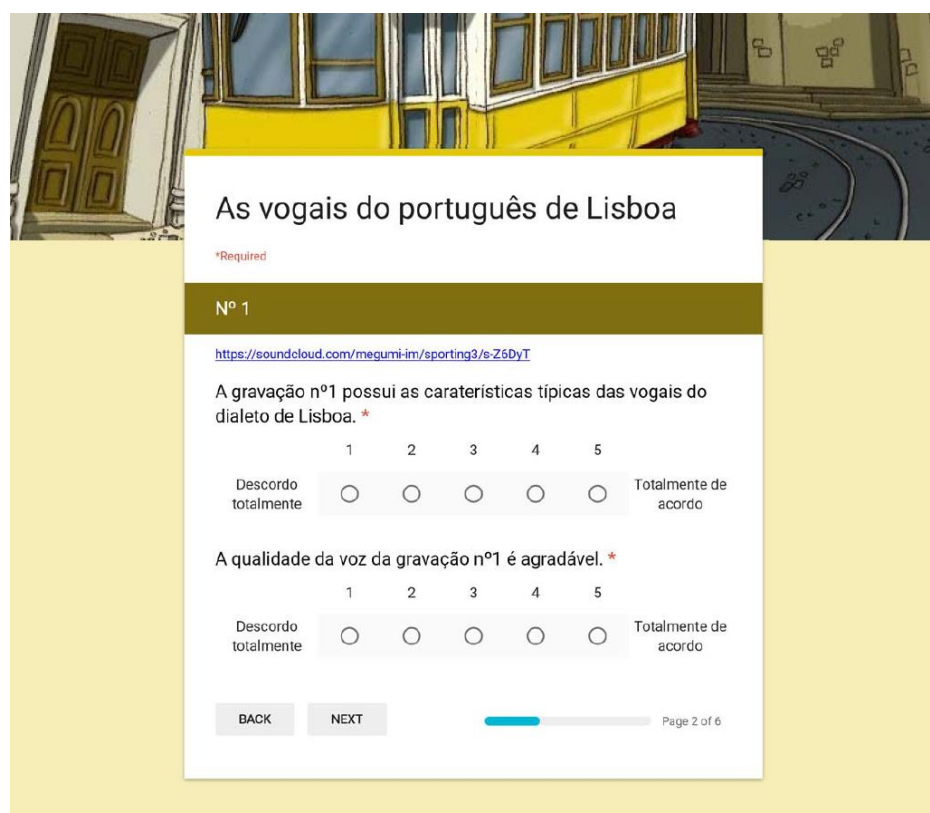 As vogais do português de Lisboa
*Required
Nº 1
https://soundcloud.com/megumi-im/sporting3/s-Z6DyT
A gravação nº1 possui as caraterísticas típicas das vogais do
dialeto de Lisboa. *
1 2 3 4 5
Descordo
totalmente
Totalmente de
acordo
A qualidade da voz da gravação nº1 é agradável. *
1 2 3 4 5
Descordo
totalmente
Totalmente de
acordo
BACK NEXT Page 2 of 6